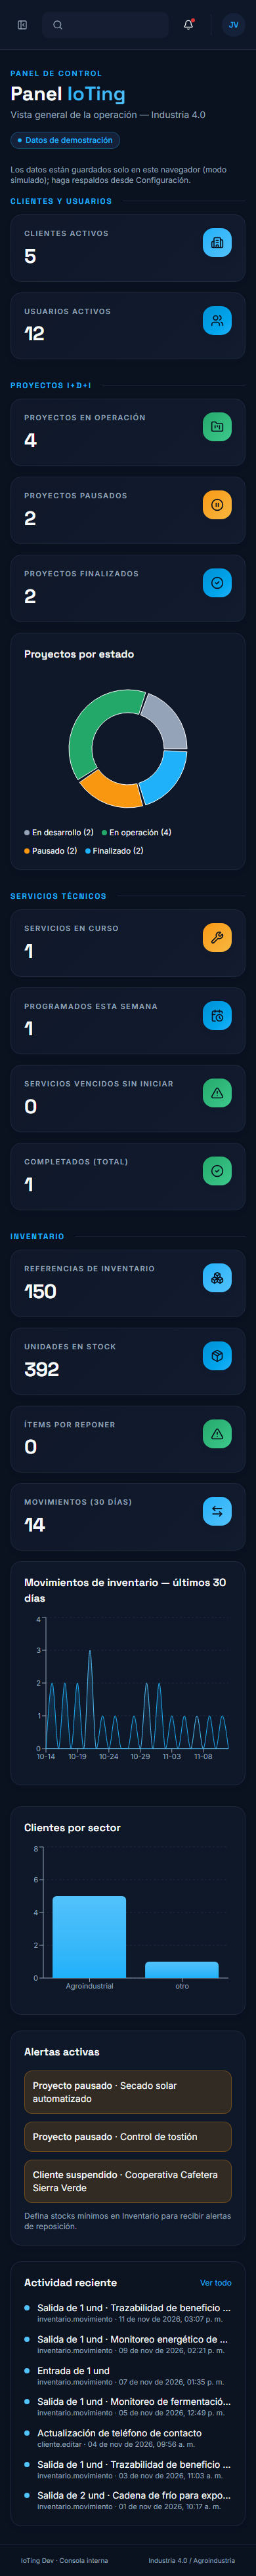 JV
PANEL DE CONTROL
Panel IoTing
Vista general de la operación — Industria 4.0
Datos de demostración
Los datos están guardados solo en este navegador (modo
simulado); haga respaldos desde Configuración.
CLIENTES Y USUARIOS
CLIENTES ACTIVOS
5
USUARIOS ACTIVOS
12
PROYECTOS I+D+I
PROYECTOS EN OPERACIÓN
4
PROYECTOS PAUSADOS
2
PROYECTOS FINALIZADOS
2
Proyectos por estado
En desarrollo (2) En operación (4)
Pausado (2) Finalizado (2)
SERVICIOS TÉCNICOS
SERVICIOS EN CURSO
1
PROGRAMADOS ESTA SEMANA
1
SERVICIOS VENCIDOS SIN INICIAR
0
COMPLETADOS (TOTAL)
1
INVENTARIO
REFERENCIAS DE INVENTARIO
150
UNIDADES EN STOCK
392
ÍTEMS POR REPONER
0
MOVIMIENTOS (30 DÍAS)
14
Movimientos de inventario — últimos 30
días
4
3
2
1
0
10-14 10-19 10-24 10-29 11-03 11-08
Clientes por sector
8
6
4
2
0
Agroindustrial otro
Alertas activas
Proyecto pausado · Secado solar
automatizado
Proyecto pausado · Control de tostión
Cliente suspendido · Cooperativa Cafetera
Sierra Verde
Defina stocks mínimos en Inventario para recibir alertas
de reposición.
Actividad reciente Ver todo
Salida de 1 und · Trazabilidad de beneficio ...
inventario.movimiento · 11 de nov de 2026, 03:07 p. m.
Salida de 1 und · Monitoreo energético de ...
inventario.movimiento · 09 de nov de 2026, 02:21 p. m.
Entrada de 1 und
inventario.movimiento · 07 de nov de 2026, 01:35 p. m.
Salida de 1 und · Monitoreo de fermentació...
inventario.movimiento · 05 de nov de 2026, 12:49 p. m.
Actualización de teléfono de contacto
cliente.editar · 04 de nov de 2026, 09:56 a. m.
Salida de 1 und · Trazabilidad de beneficio ...
inventario.movimiento · 03 de nov de 2026, 11:03 a. m.
Salida de 2 und · Cadena de frío para expo...
inventario.movimiento · 01 de nov de 2026, 10:17 a. m.
IoTing Dev · Consola interna Industria 4.0 / Agroindustria